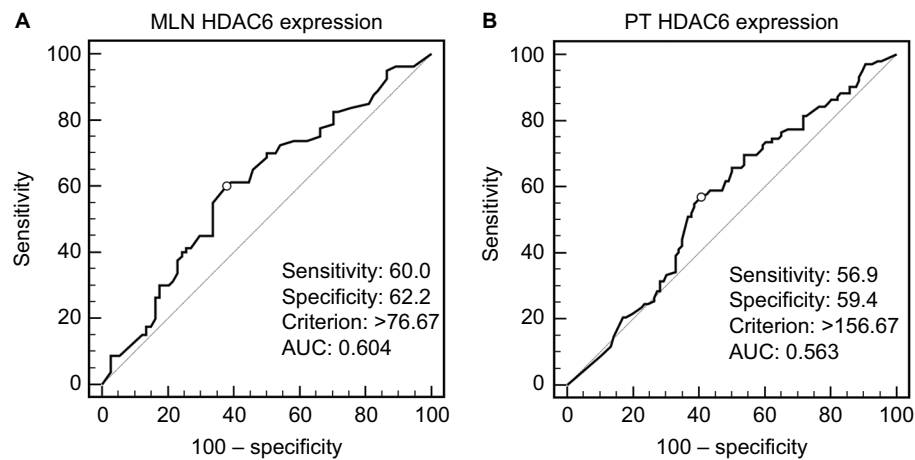 A MLN HDAC6 expression
100
80
60
40
20
0
Sensitivity
Sensitivity: 60.0
Specificity: 62.2
Criterion: >76.67
AUC: 0.604
0 20 40 60 80 100
100 – specificity
B PT HDAC6 expression
100
80
60
40
20
0
Sensitivity
Sensitivity: 56.9
Specificity: 59.4
Criterion: >156.67
AUC: 0.563
0 20 40 60 80 100
100 – specificity